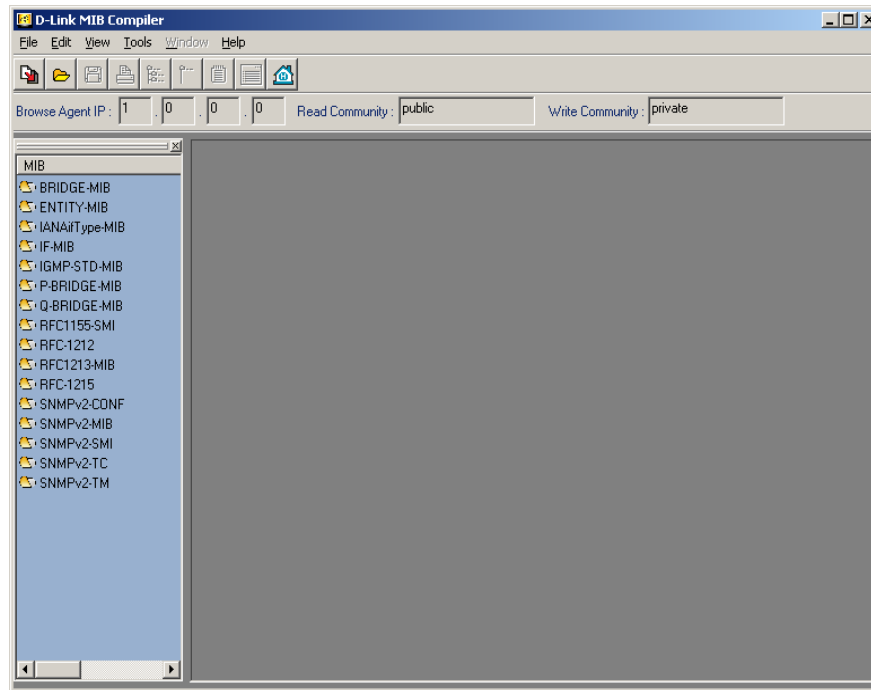 D-Link MIB Compiler
File Edit View Tools Window Help
Browse Agent IP : 1 . 0 . 0 . 0 Read Community : public Write Community : private
MIB
BRIDGE-MIB
ENTITY-MIB
IANAifType-MIB
IF-MIB
IGMP-STD-MIB
P-BRIDGE-MIB
Q-BRIDGE-MIB
RFC1155-SMI
RFC-1212
RFC1213-MIB
RFC-1215
SNMPv2-CONF
SNMPv2-MIB
SNMPv2-SMI
SNMPv2-TC
SNMPv2-TM